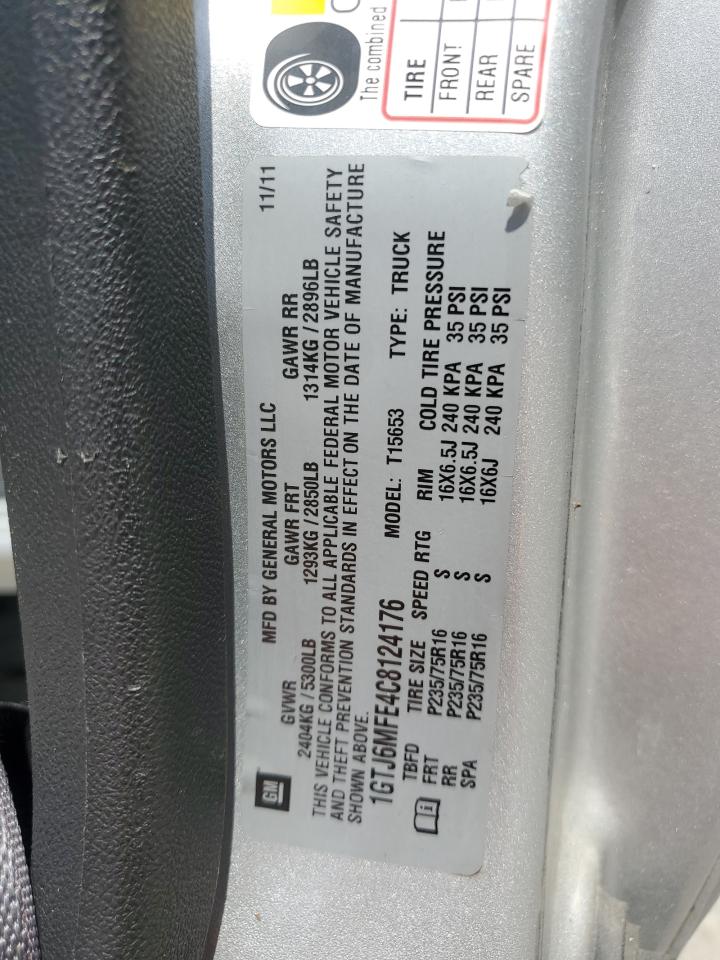 The combined
TIRE
FRONT
REAR
SPARE
GM
MFD BY GENERAL MOTORS LLC 11/11
GVWR GAWR FRT GAWR RR
2404KG / 5300LB 1293KG / 2850LB 1314KG / 2896LB
THIS VEHICLE CONFORMS TO ALL APPLICABLE FEDERAL MOTOR VEHICLE SAFETY
AND THEFT PREVENTION STANDARDS IN EFFECT ON THE DATE OF MANUFACTURE
SHOWN ABOVE.
1GTJ6MFE4C8124176 MODEL: T15653 TYPE: TRUCK
TBFD TIRE SIZE SPEED RTG RIM COLD TIRE PRESSURE
FRT P235/75R16 S 16X6.5J 240 KPA 35 PSI
RR P235/75R16 S 16X6.5J 240 KPA 35 PSI
SPA P235/75R16 S 16X6J 240 KPA 35 PSI